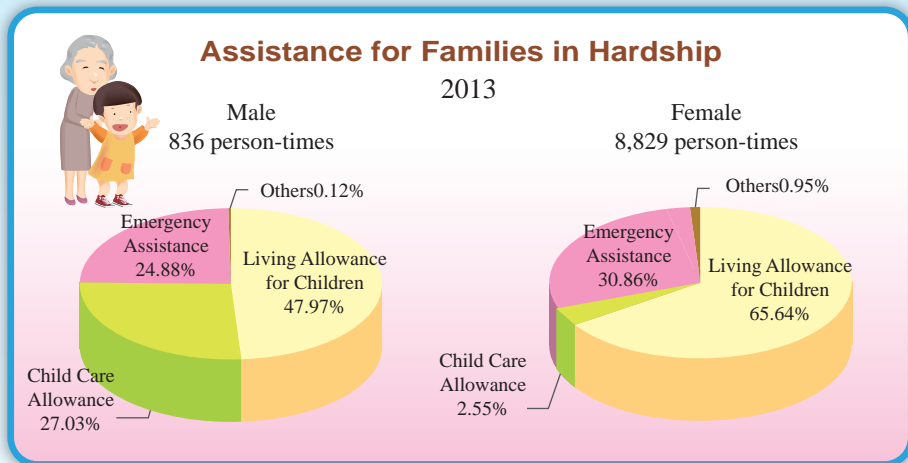 Assistance for Families in Hardship
2013
Male
836 person-times
Others0.12%
Emergency
Assistance
24.88%
Living Allowance
for Children
47.97%
Child Care
Allowance
27.03%
Female
8,829 person-times
Others0.95%
Emergency
Assistance
30.86%
Living Allowance
for Children
65.64%
Child Care
Allowance
2.55%